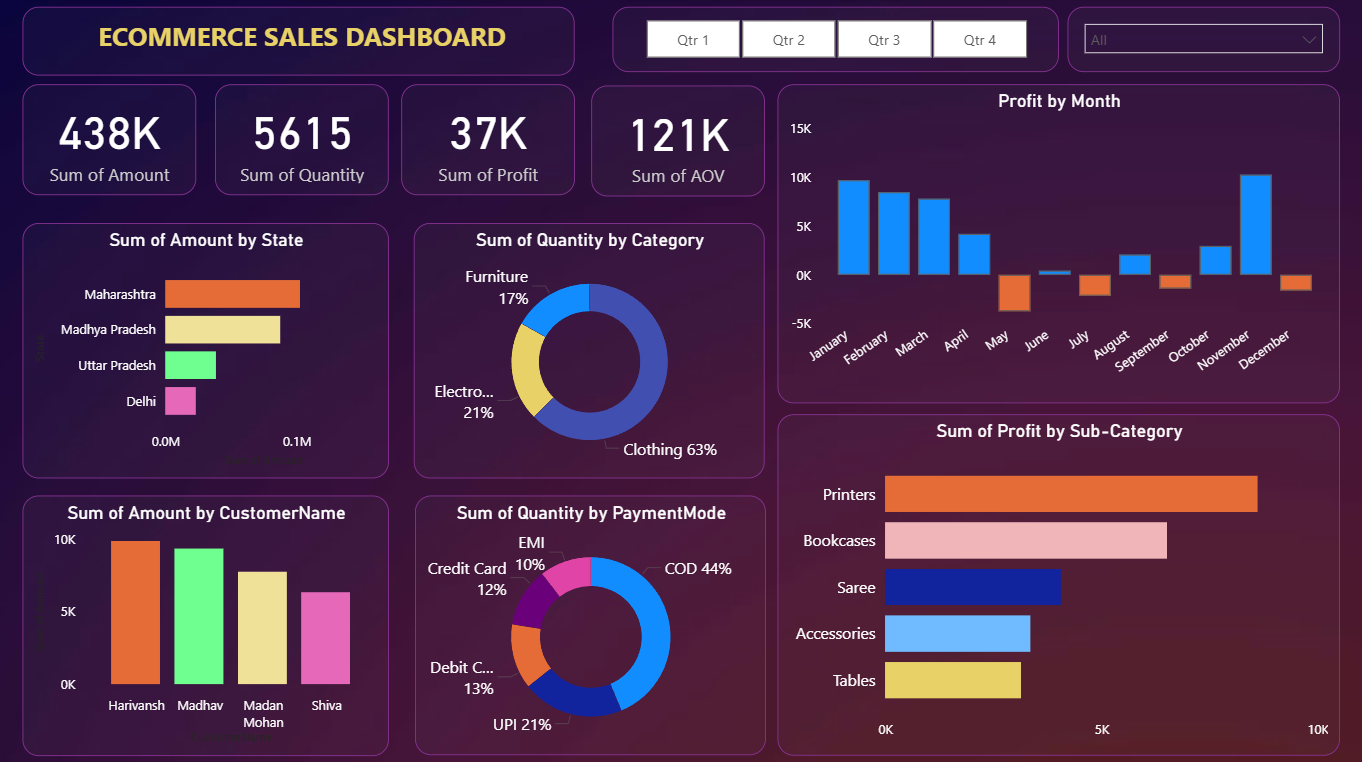 ECOMMERCE SALES DASHBOARD
Qtr 1
Qtr 2
Qtr 3
Qtr 4
All
438K
Sum of Amount
5615
Sum of Quantity
37K
Sum of Profit
121K
Sum of AOV
Profit by Month
15K
10K
5K
0K
-5K
January
February
March
April
May
June
July
August
September
October
November
December
Sum of Amount by State
Maharashtra
Madhya Pradesh
Uttar Pradesh
Delhi
0.0M
0.1M
Sum of Quantity by Category
Furniture
17%
Electro...
21%
Clothing 63%
Sum of Profit by Sub-Category
Printers
Bookcases
Saree
Accessories
Tables
0K
5K
10K
Sum of Amount by CustomerName
10K
5K
0K
Harivansh
Madhav
Madan
Mohan
Shiva
Sum of Quantity by PaymentMode
EMI
10%
Credit Card
12%
Debit C...
13%
UPI 21%
COD 44%